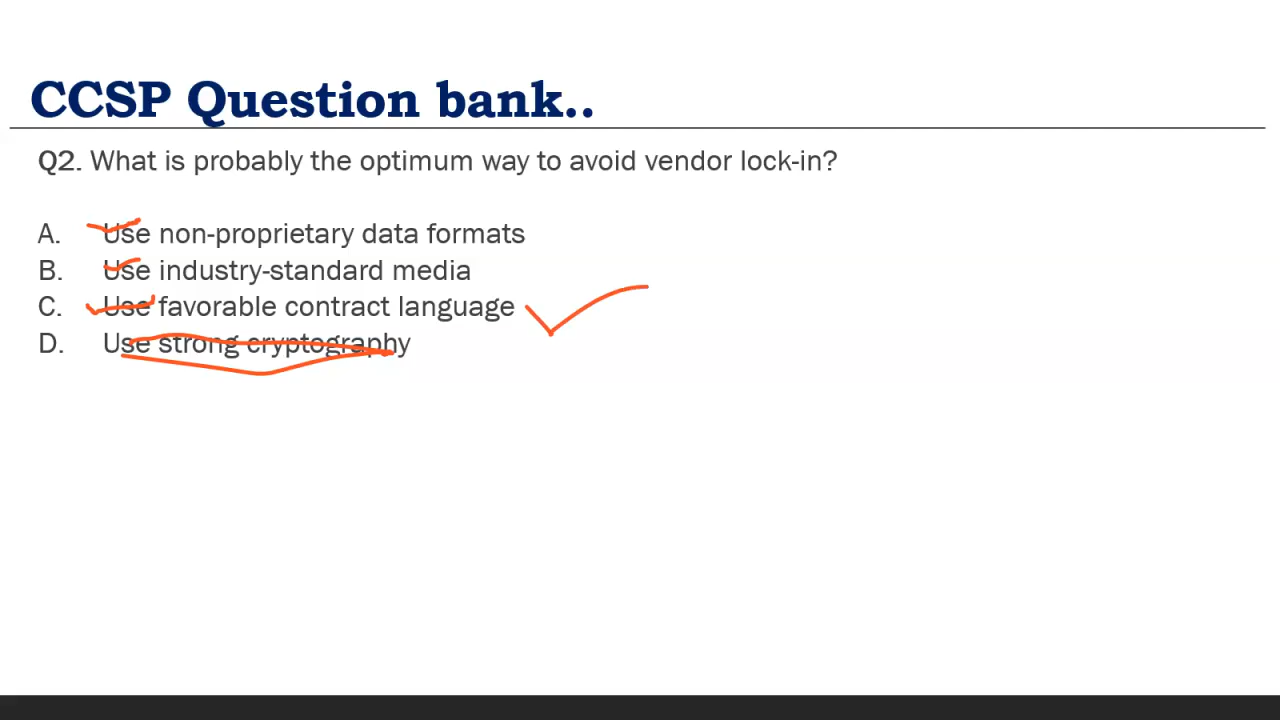 CCSP Question bank..
Q2. What is probably the optimum way to avoid vendor lock-in?
A. Use non-proprietary data formats
B. Use industry-standard media
C. Use favorable contract language
D. Use strong cryptography